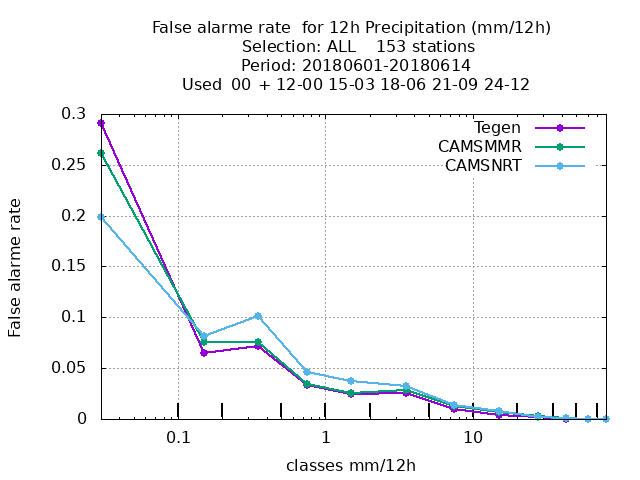 False alarme rate  for 12h Precipitation (mm/12h)
Selection: ALL    153 stations
Period: 20180601-20180614
Used  00  + 12-00 15-03 18-06 21-09 24-12
Tegen
CAMSMMR
CAMSNRT
0.3
0.25
0.2
0.15
0.1
0.05
0
False alarme rate
0.1 1 10
classes mm/12h